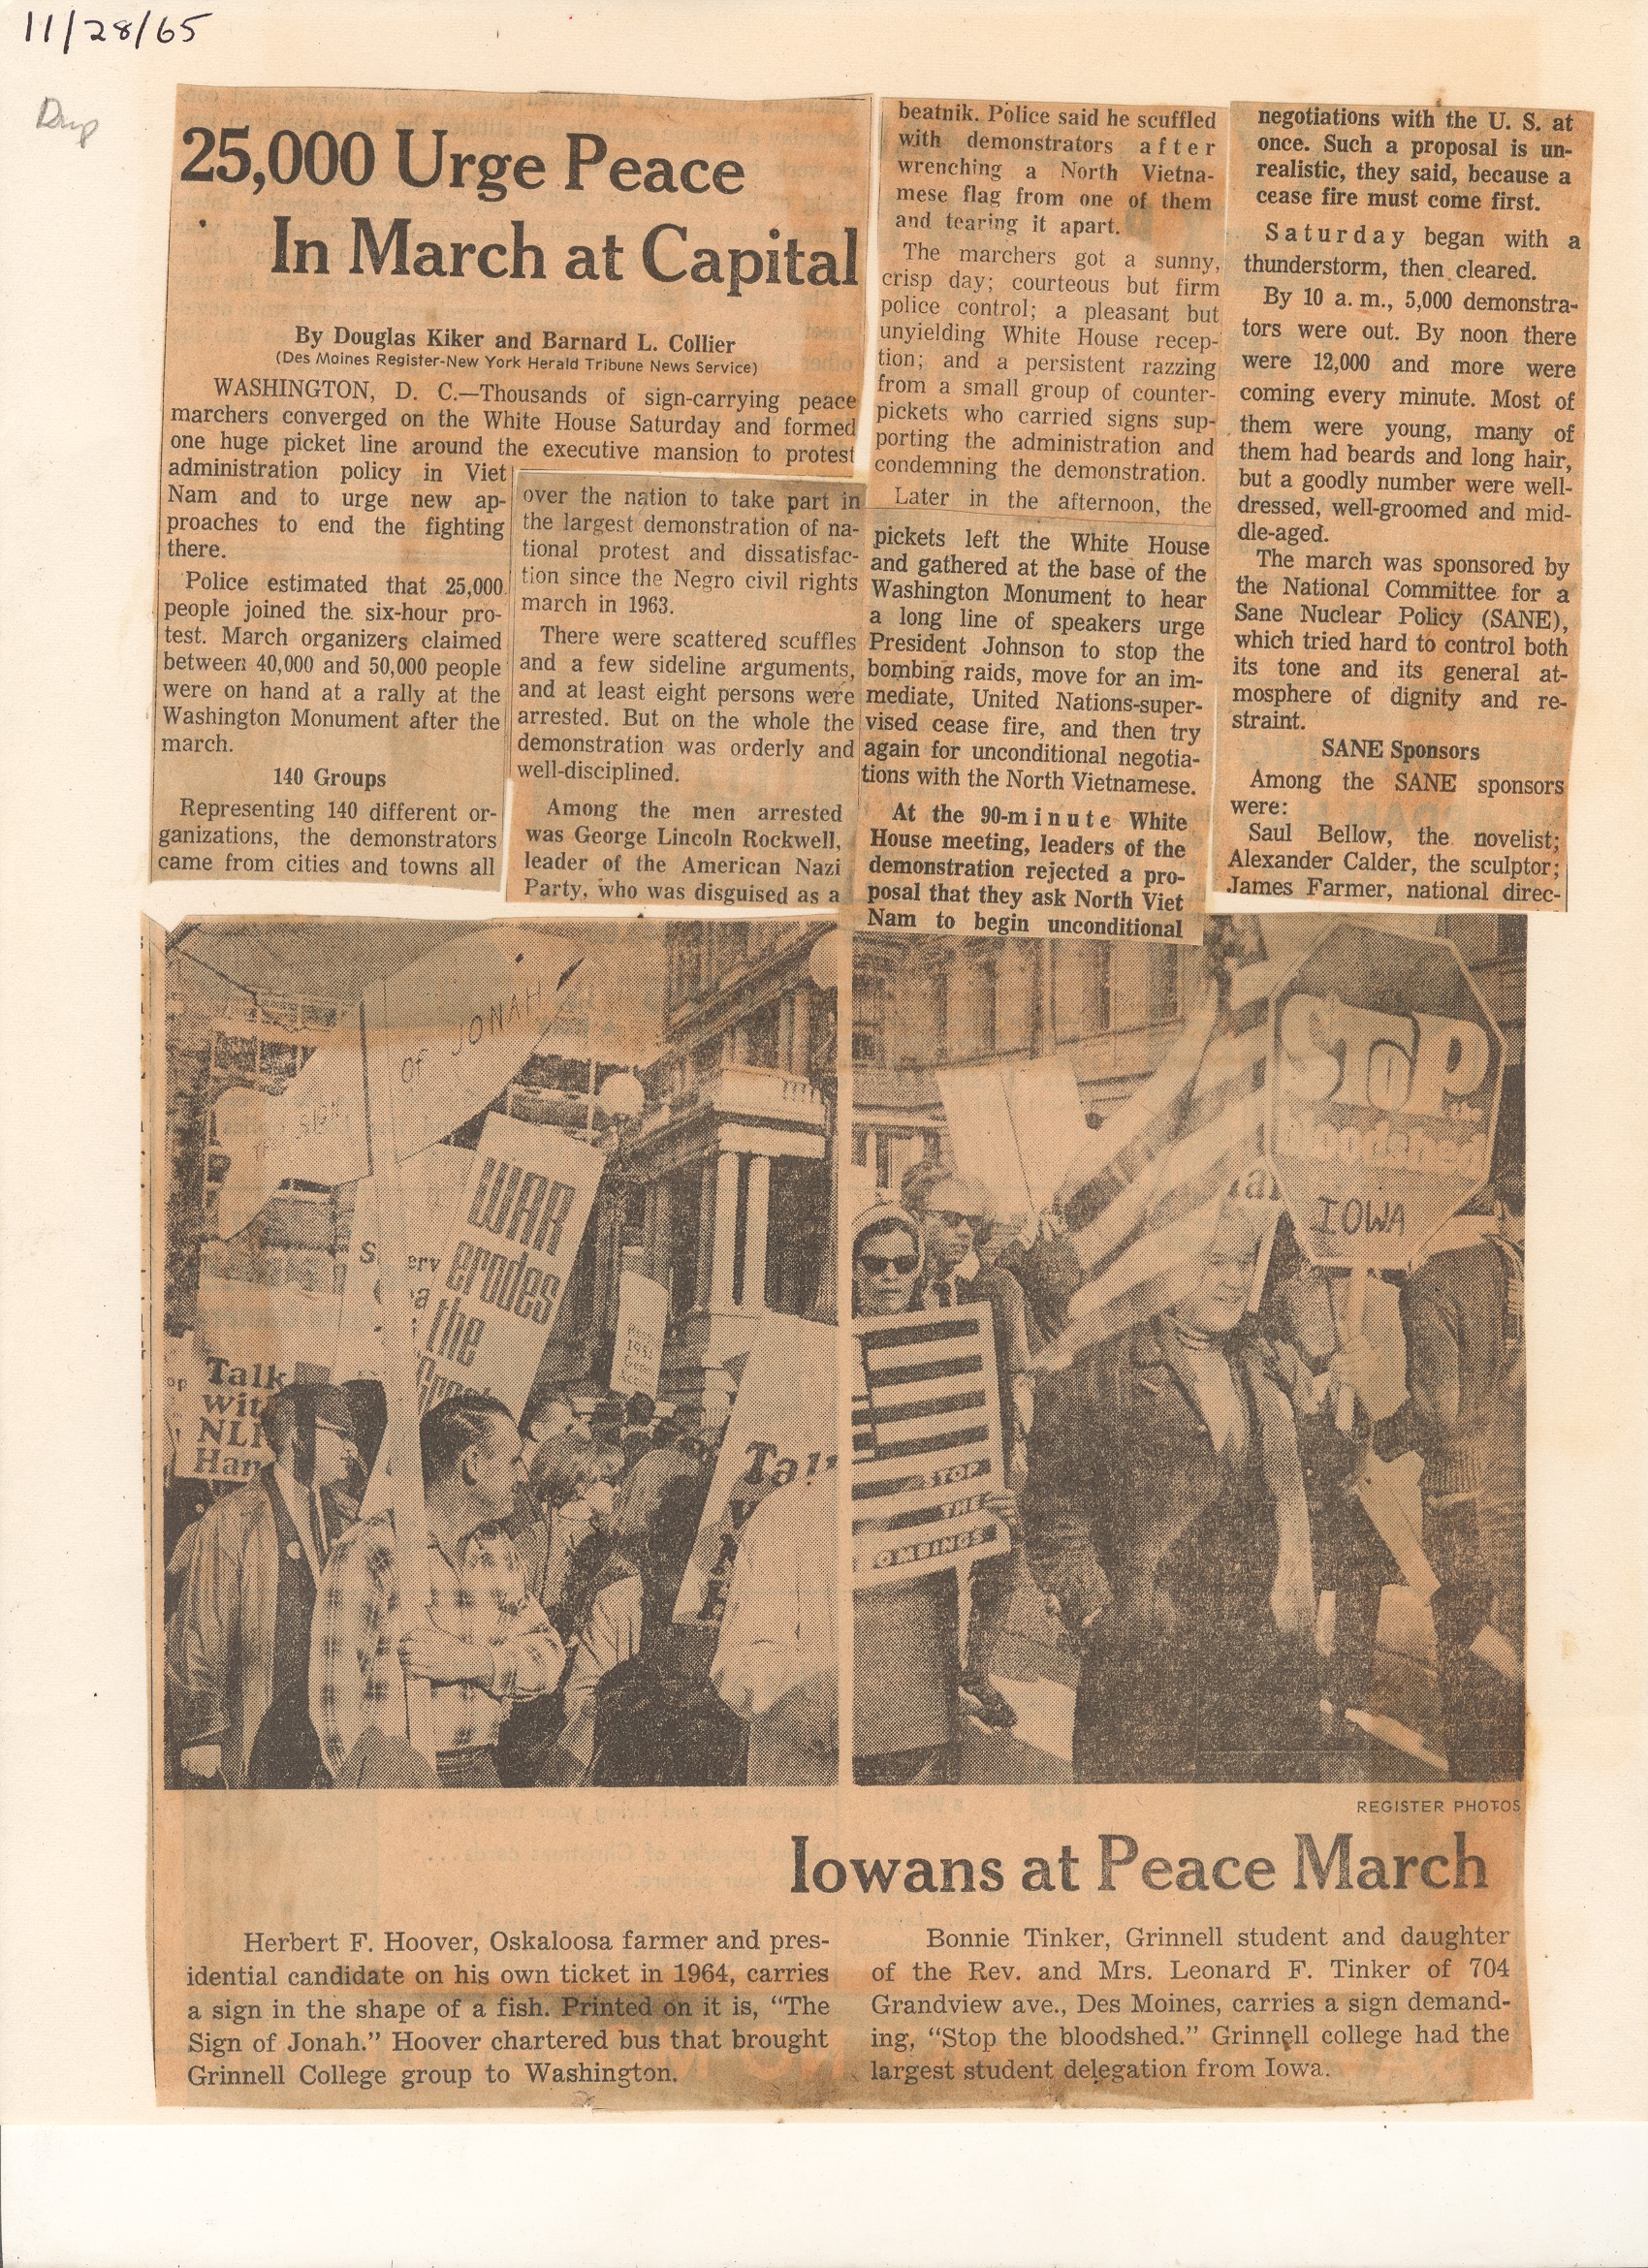 11/28/65
Dup
25,000 Urge Peace
In March at Capital
By Douglas Kiker and Barnard L. Collier
(Des Moines Register-New York Herald Tribune News Service)
WASHINGTON, D. C.—Thousands of sign-carrying peace
marchers converged on the White House Saturday and formed
one huge picket line around the executive mansion to protest
administration policy in Viet
Nam and to urge new ap-
proaches to end the fighting
there.
Police estimated that 25,000
people joined the six-hour pro-
test. March organizers claimed
between 40,000 and 50,000 people
were on hand at a rally at the
Washington Monument after the
march.
140 Groups
Representing 140 different or-
ganizations, the demonstrators
came from cities and towns all
over the nation to take part in
the largest demonstration of na-
tional protest and dissatisfac-
tion since the Negro civil rights
march in 1963.
There were scattered scuffles
and a few sideline arguments,
and at least eight persons were
arrested. But on the whole the
demonstration was orderly and
well-disciplined.
Among the men arrested
was George Lincoln Rockwell,
leader of the American Nazi
Party, who was disguised as a
beatnik. Police said he scuffled
with demonstrators after
wrenching a North Vietna-
mese flag from one of them
and tearing it apart.
The marchers got a sunny,
crisp day; courteous but firm
police control; a pleasant but
unyielding White House recep-
tion; and a persistent razzing
from a small group of counter-
pickets who carried signs sup-
porting the administration and
condemning the demonstration.
Later in the afternoon, the
pickets left the White House
and gathered at the base of the
Washington Monument to hear
a long line of speakers urge
President Johnson to stop the
bombing raids, move for an im-
mediate, United Nations-super-
vised cease fire, and then try
again for unconditional negotia-
tions with the North Vietnamese.
At the 90-minute White
House meeting, leaders of the
demonstration rejected a pro-
posal that they ask North Viet
Nam to begin unconditional
negotiations with the U. S. at
once. Such a proposal is un-
realistic, they said, because a
cease fire must come first.
Saturday began with a
thunderstorm, then cleared.
By 10 a. m., 5,000 demonstra-
tors were out. By noon there
were 12,000 and more were
coming every minute. Most of
them were young, many of
them had beards and long hair,
but a goodly number were well-
dressed, well-groomed and mid-
dle-aged.
The march was sponsored by
the National Committee for a
Sane Nuclear Policy (SANE),
which tried hard to control both
its tone and its general at-
mosphere of dignity and re-
straint.
SANE Sponsors
Among the SANE sponsors
were:
Saul Bellow, the novelist;
Alexander Calder, the sculptor;
James Farmer, national direc-
of JONAH
WAR
erodes
the
Talk
with
NLF
Han
Talk
STOP
the
Bloodshed
IOWA
STOP
THE
OMBINGS
REGISTER PHOTOS
Iowans at Peace March
Herbert F. Hoover, Oskaloosa farmer and pres-
idential candidate on his own ticket in 1964, carries
a sign in the shape of a fish. Printed on it is, “The
Sign of Jonah.” Hoover chartered bus that brought
Grinnell College group to Washington.
Bonnie Tinker, Grinnell student and daughter
of the Rev. and Mrs. Leonard F. Tinker of 704
Grandview ave., Des Moines, carries a sign demand-
ing, “Stop the bloodshed.” Grinnell college had the
largest student delegation from Iowa.